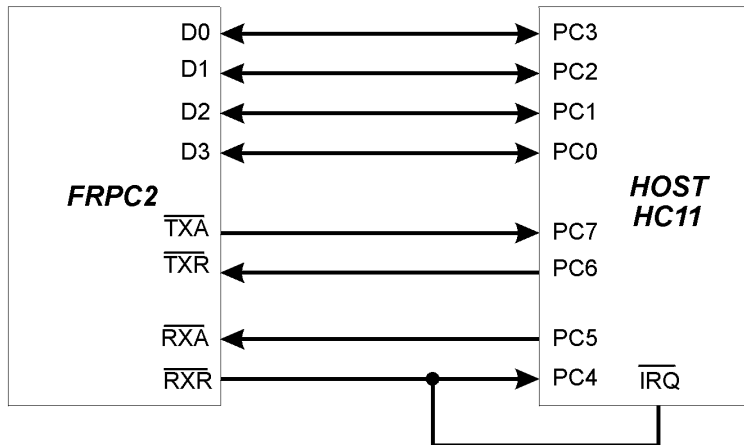 D0 PC3
D1 PC2
D2 PC1
D3 PC0
FRPC2 HOST
HC11
TXA PC7
TXR PC6
RXA PC5
RXR PC4 IRQ